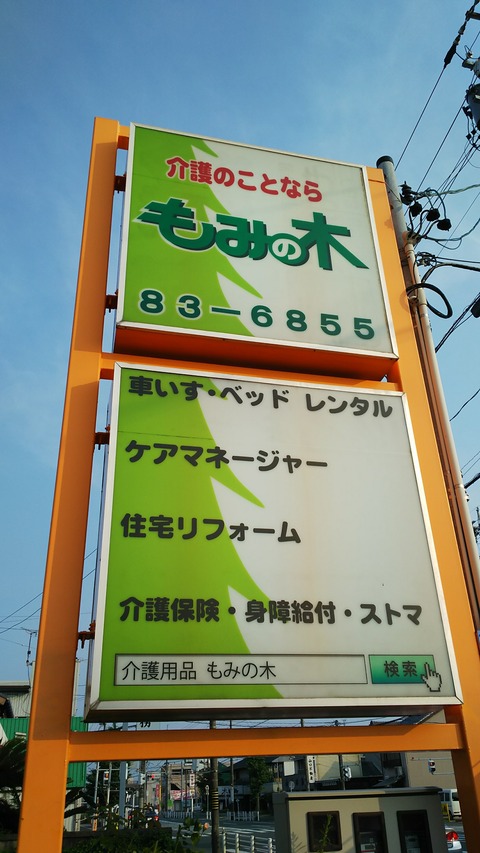 介護のことなら
もみの木
83-6855
車いす・ベッド レンタル
ケアマネージャー
住宅リフォーム
介護保険・身障給付・ストマ
介護用品 もみの木 検索